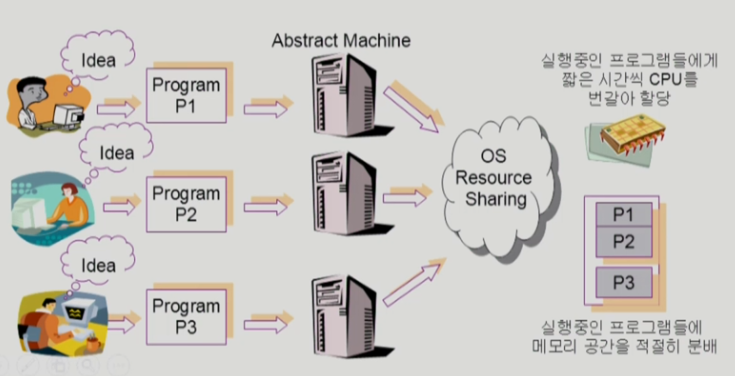 Abstract Machine
Idea
Program
P1
Idea
Program
P2
Idea
Program
P3
OS
Resource
Sharing
실행중인 프로그램들에게
짧은 시간씩 CPU를
번갈아 할당
P1
P2
P3
실행중인 프로그램들에
메모리 공간을 적절히 분배